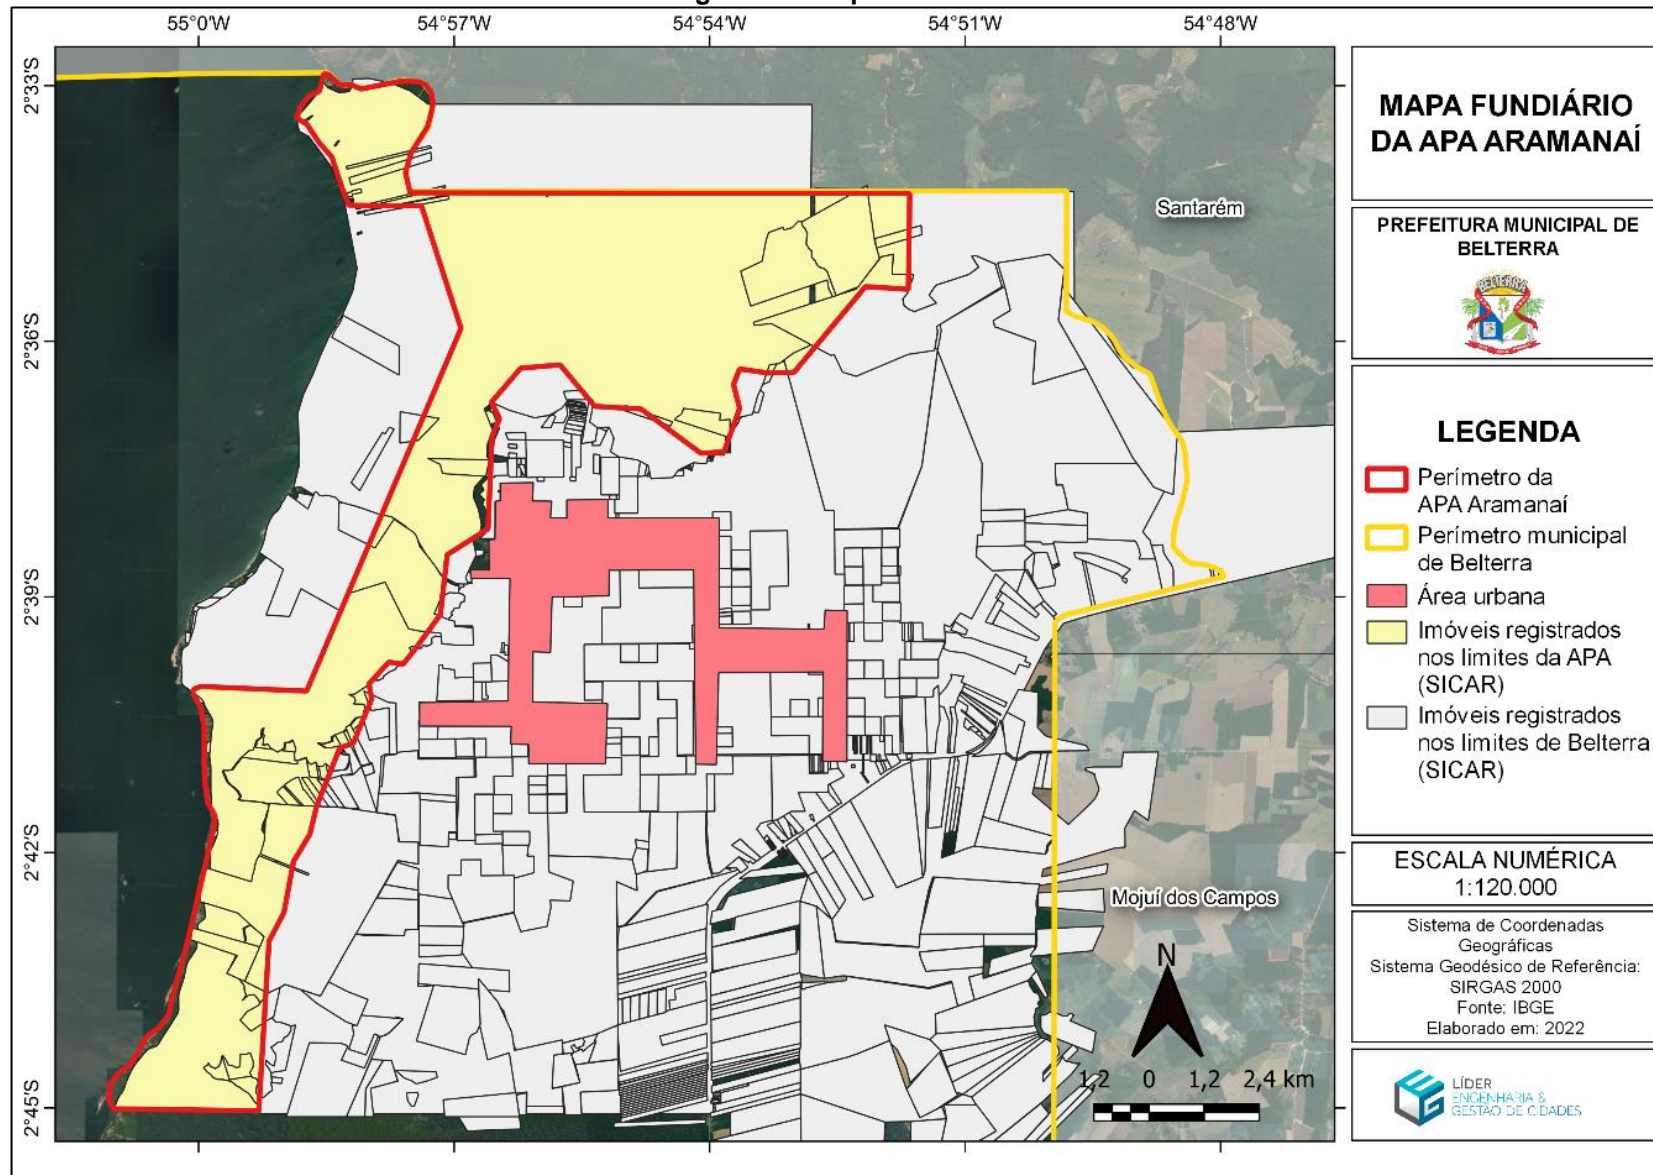 55°0'W 54°57'W 54°54'W 54°51'W 54°48'W
2°33'S
2°36'S
2°39'S
2°42'S
2°45'S
Santarém
Mojuí dos Campos
N
1,2 0 1,2 2,4 km
MAPA FUNDIÁRIO
DA APA ARAMANAÍ
PREFEITURA MUNICIPAL DE
BELTERRA
BELTERRA
LEGENDA
Perímetro da
APA Aramanaí
Perímetro municipal
de Belterra
Área urbana
Imóveis registrados
nos limites da APA
(SICAR)
Imóveis registrados
nos limites de Belterra
(SICAR)
ESCALA NUMÉRICA
1:120.000
Sistema de Coordenadas
Geográficas
Sistema Geodésico de Referência:
SIRGAS 2000
Fonte: IBGE
Elaborado em: 2022
LÍDER
ENGENHARIA &
GESTÃO DE CIDADES